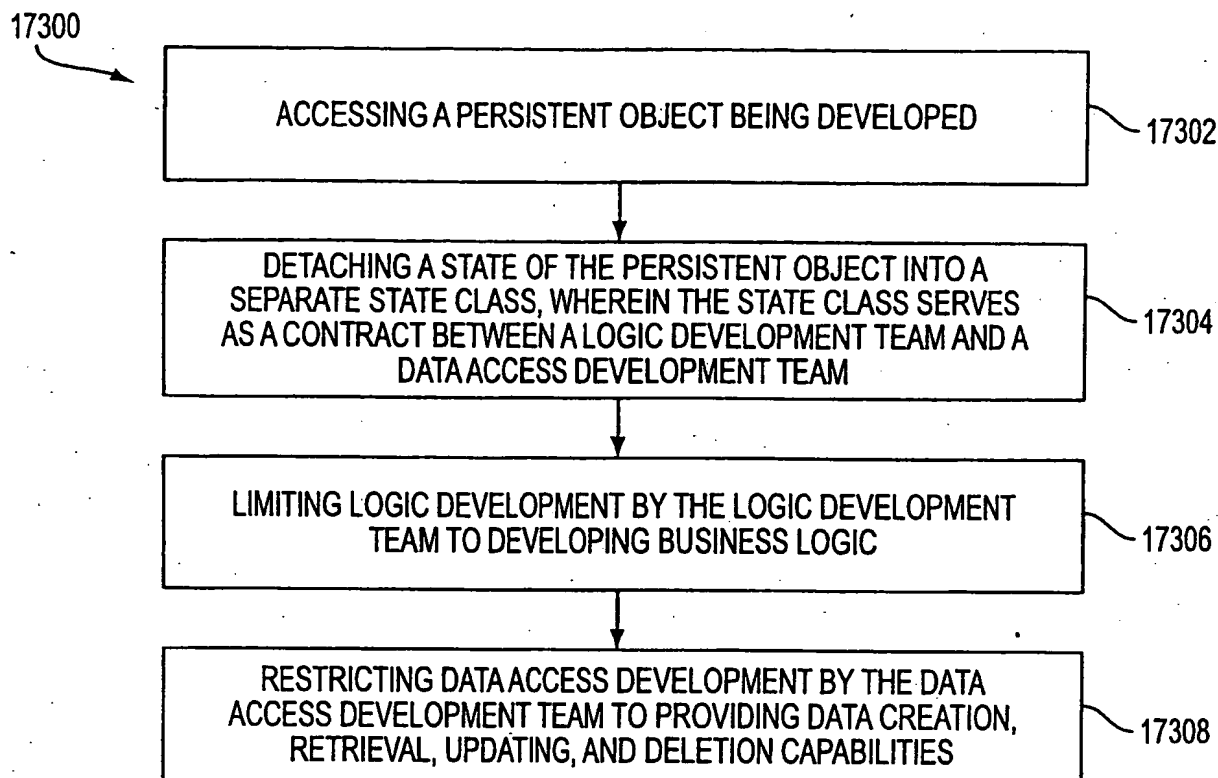 17300
ACCESSING A PERSISTENT OBJECT BEING DEVELOPED
17302
DETACHING A STATE OF THE PERSISTENT OBJECT INTO A
SEPARATE STATE CLASS, WHEREIN THE STATE CLASS SERVES
AS A CONTRACT BETWEEN A LOGIC DEVELOPMENT TEAM AND A
DATA ACCESS DEVELOPMENT TEAM
17304
LIMITING LOGIC DEVELOPMENT BY THE LOGIC DEVELOPMENT
TEAM TO DEVELOPING BUSINESS LOGIC
17306
RESTRICTING DATA ACCESS DEVELOPMENT BY THE DATA
ACCESS DEVELOPMENT TEAM TO PROVIDING DATA CREATION,
RETRIEVAL, UPDATING, AND DELETION CAPABILITIES
17308